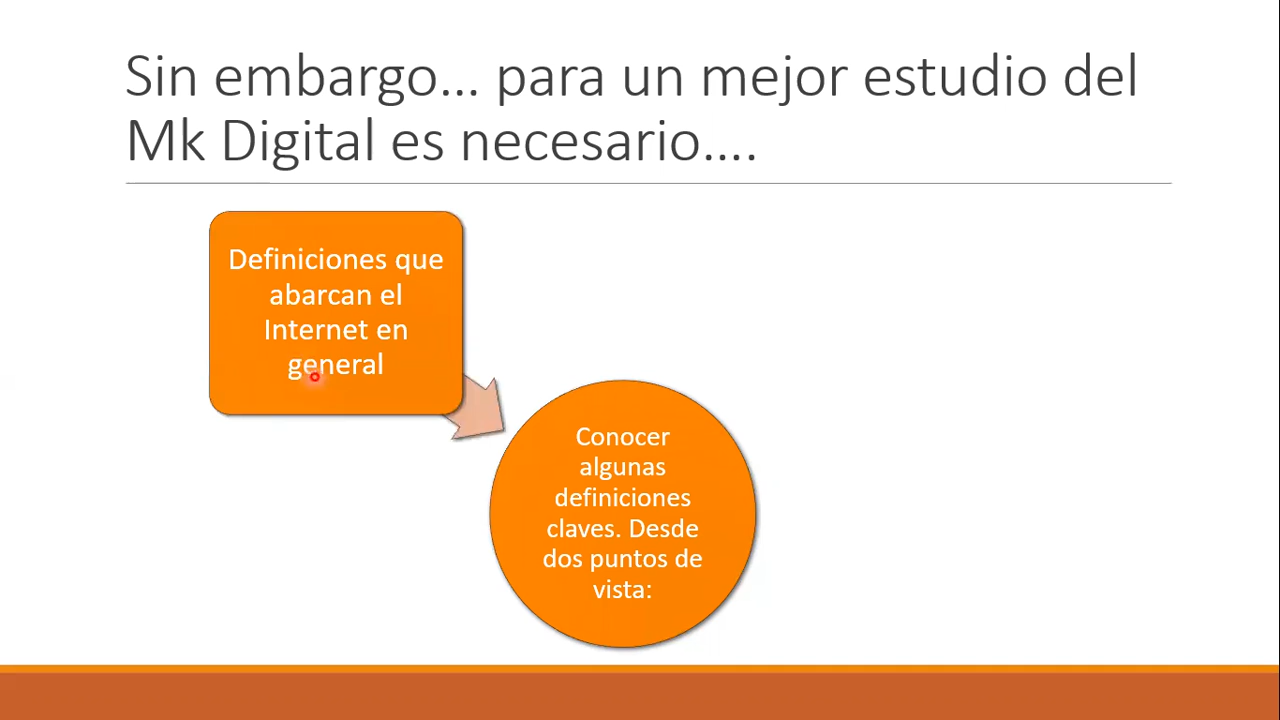 Sin embargo... para un mejor estudio del
Mk Digital es necesario....
Definiciones que
abarcan el
Internet en
general
Conocer
algunas
definiciones
claves. Desde
dos puntos de
vista: